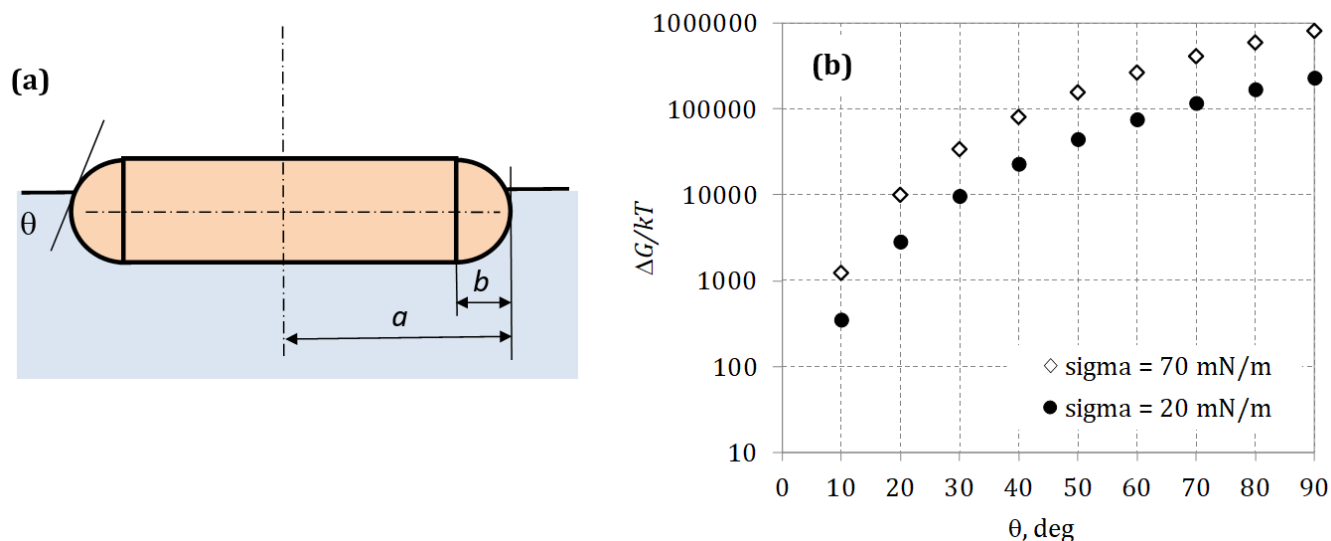 (a)
θ
b
a
(b)
ΔG/kT
1000000
100000
10000
1000
100
10
sigma = 70 mN/m
sigma = 20 mN/m
0 10 20 30 40 50 60 70 80 90
θ, deg